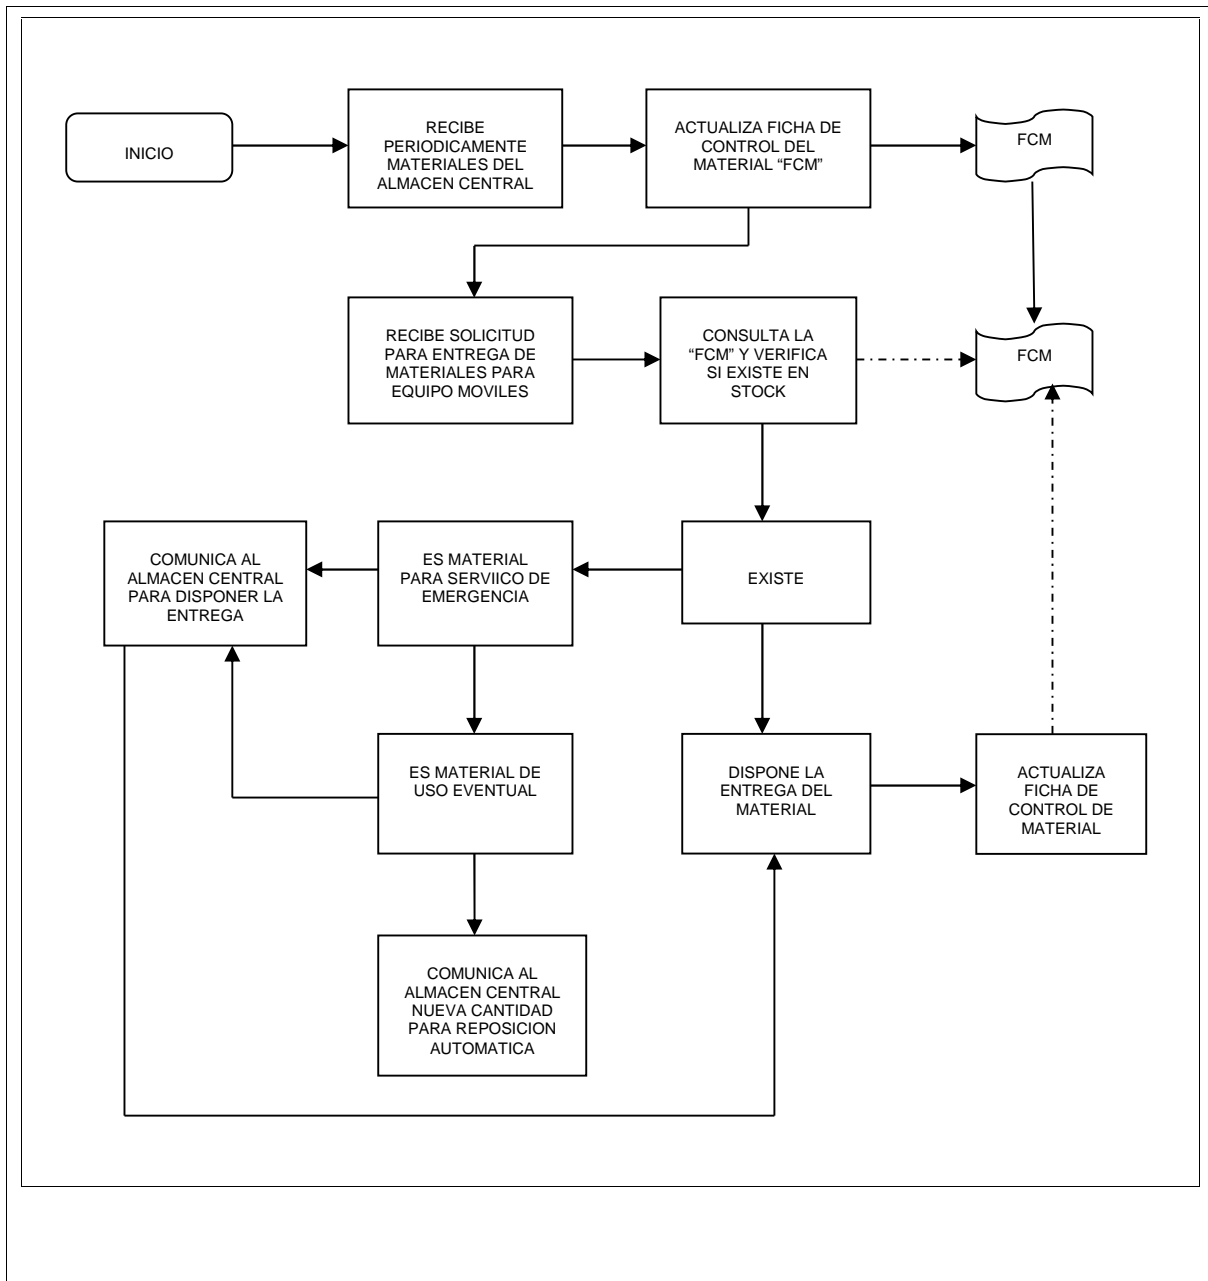 INICIO
RECIBE
PERIODICAMENTE
MATERIALES DEL
ALMACEN CENTRAL
ACTUALIZA FICHA DE
CONTROL DEL
MATERIAL “FCM”
FCM
RECIBE SOLICITUD
PARA ENTREGA DE
MATERIALES PARA
EQUIPO MOVILES
CONSULTA LA
“FCM” Y VERIFICA
SI EXISTE EN
STOCK
FCM
COMUNICA AL
ALMACEN CENTRAL
PARA DISPONER LA
ENTREGA
ES MATERIAL
PARA SERVIICO DE
EMERGENCIA
EXISTE
ES MATERIAL DE
USO EVENTUAL
DISPONE LA
ENTREGA DEL
MATERIAL
ACTUALIZA
FICHA DE
CONTROL DE
MATERIAL
COMUNICA AL
ALMACEN CENTRAL
NUEVA CANTIDAD
PARA REPOSICION
AUTOMATICA